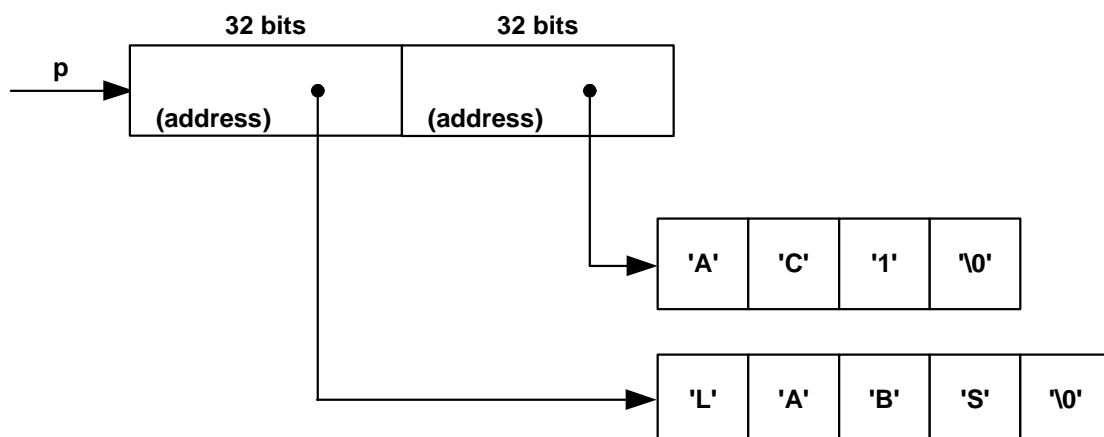 32 bits 32 bits
p
(address) (address)
'A' 'C' '1' '\0'
'L' 'A' 'B' 'S' '\0'